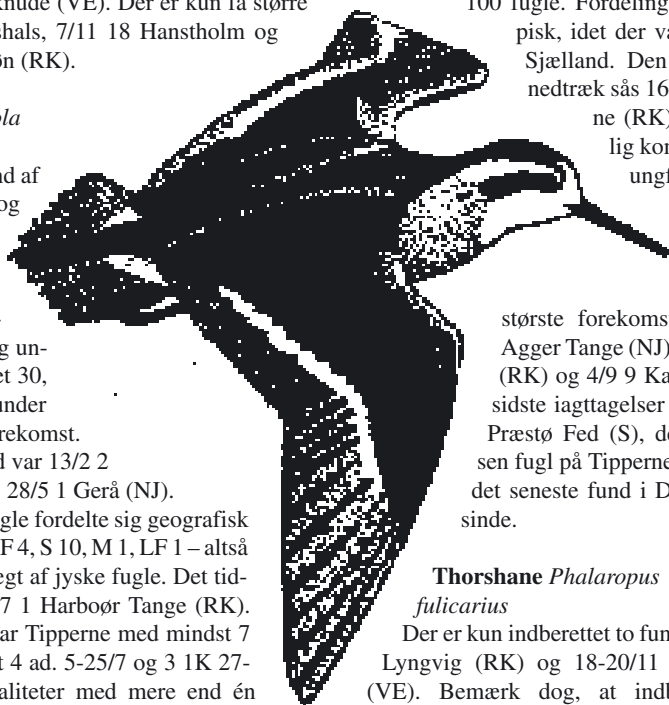 knude (VE). Der er kun få større
shals, 7/11 18 Hanstholm og
øn (RK).
ola
nd af
og
g un-
et 30,
under
rekomst.
d var 13/2 2
28/5 1 Gerå (NJ).
gle fordelte sig geografisk
F 4, S 10, M 1, LF 1 – altså
ægt af jyske fugle. Det tid-
7 1 Harboør Tange (RK).
ar Tipperne med mindst 7
t 4 ad. 5-25/7 og 3 1K 27-
aliteter med mere end én
100 fugle. Fordeling
pisk, idet der va
Sjælland. Den
nedtræk sås 16
ne (RK)
lig kon
ungf
største forekomst
Agger Tange (NJ)
(RK) og 4/9 9 Ka
sidste iagttagelser
Præstø Fed (S), de
sen fugl på Tipperne
det seneste fund i D
sinde.
Thorshane Phalaropus
fulicarius
Der er kun indberettet to fun
Lyngvig (RK) og 18-20/11
(VE). Bemærk dog, at indb